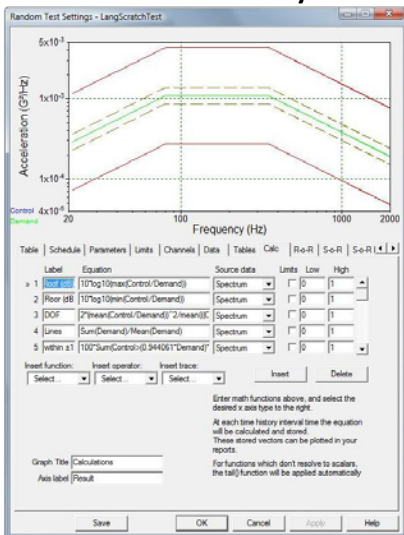 Random Test Settings - LangScratchTest
5x10⁻³
1x10⁻³
1x10⁻⁴
4x10⁻⁵
Acceleration (G²/Hz)
Control
Demand
20 100 1000 2000
Frequency (Hz)
Table Schedule Parameters Limits Channels Data Tables Calc R-o-R S-o-R
Label Equation Source data Limits Low High
» 1 Roof (dB 10*log10(max(Control/Demand)) Spectrum 0 1
2 Floor (dB 10*log10(min(Control/Demand)) Spectrum 0 1
3 DOF Spectrum 0 1
4 Lines Sum(Demand)/Mean(Demand) Spectrum 0 1
5 within ±1 100*Sum(Control>(0.944061*Demand)* Spectrum 0 1
Insert function: Insert operator: Insert trace:
Select... Select... Select... Insert Delete
Enter math functions above, and select the
desired x axis type to the right.
At each time history interval time the equation
will be calculated and stored.
These stored vectors can be plotted in your
reports.
For functions which don't resolve to scalars,
the tail() function will be applied automatically
Graph Title Calculations
Axis label Result
Save OK Cancel Apply Help